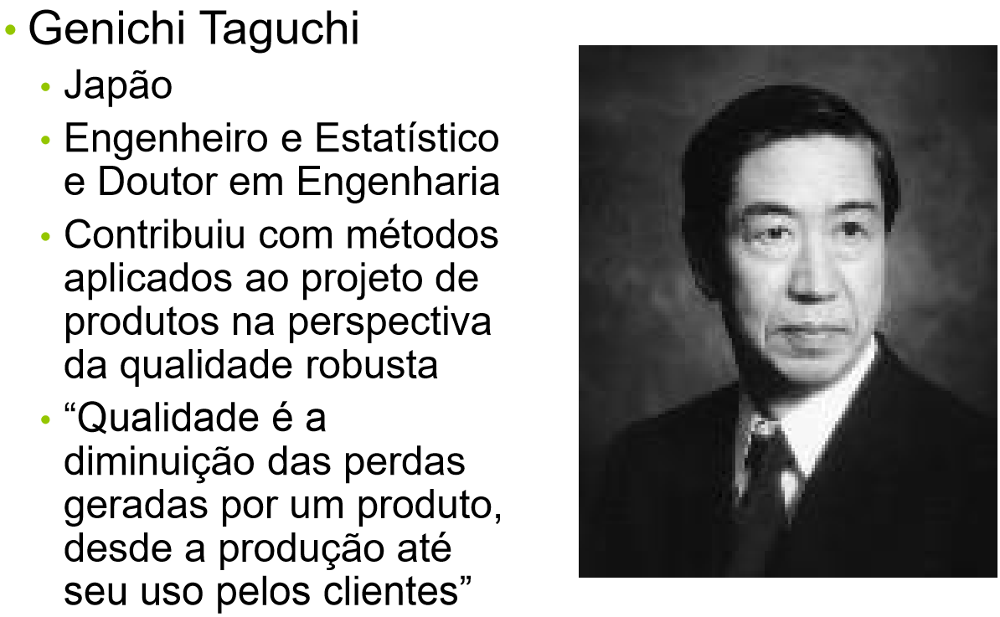 • Genichi Taguchi
• Japão
• Engenheiro e Estatístico
e Doutor em Engenharia
• Contribuiu com métodos
aplicados ao projeto de
produtos na perspectiva
da qualidade robusta
• “Qualidade é a
diminuição das perdas
geradas por um produto,
desde a produção até
seu uso pelos clientes”